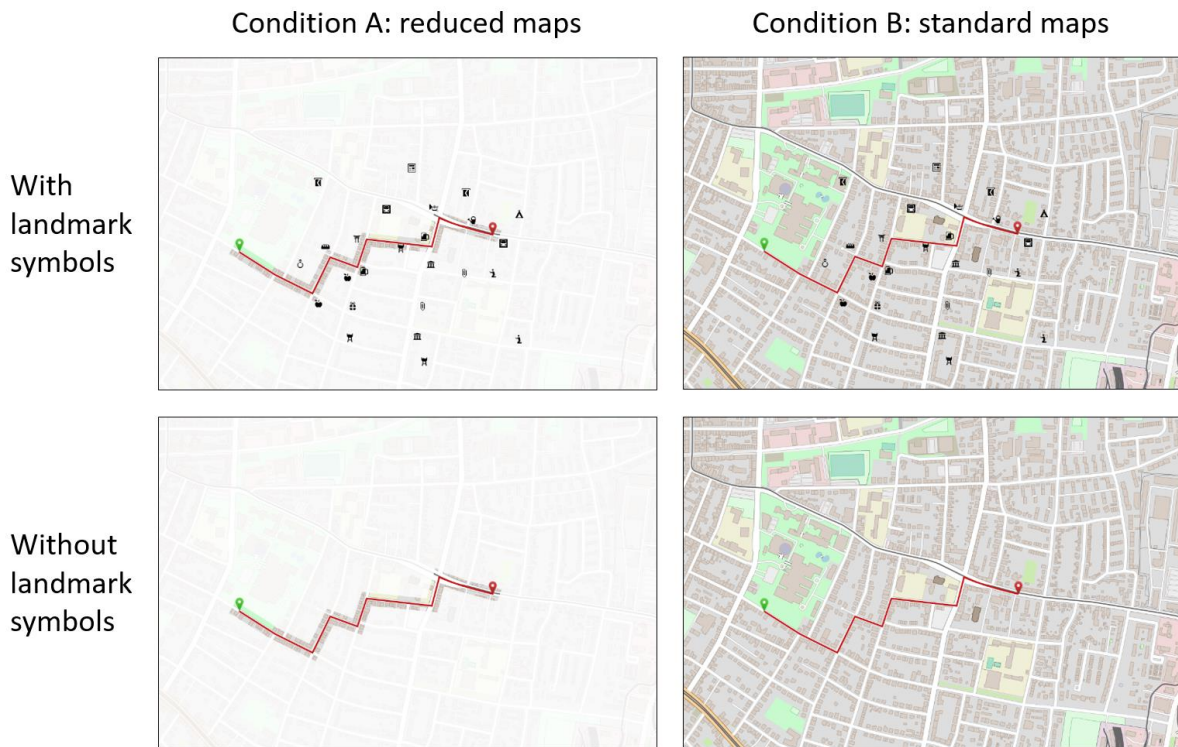 Condition A: reduced maps
Condition B: standard maps
With
landmark
symbols
Without
landmark
symbols